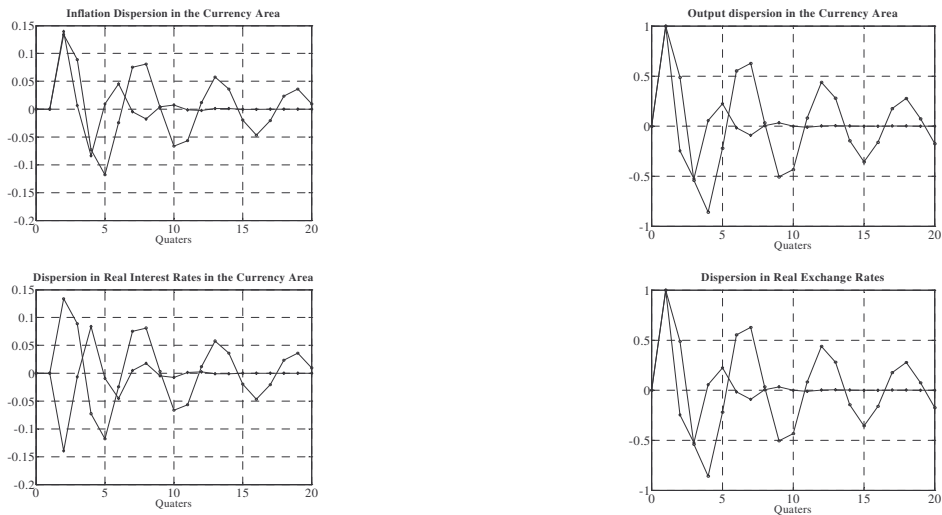 Inflation Dispersion in the Currency Area
0.15
0.1
0.05
0
-0.05
-0.1
-0.15
-0.2
0 5 10 15 20
Quaters
Output dispersion in the Currency Area
1
0.5
0
-0.5
-1
0 5 10 15 20
Quaters
Dispersion in Real Interest Rates in the Currency Area
0.15
0.1
0.05
0
-0.05
-0.1
-0.15
-0.2
0 5 10 15 20
Quaters
Dispersion in Real Exchange Rates
1
0.5
0
-0.5
-1
0 5 10 15 20
Quaters